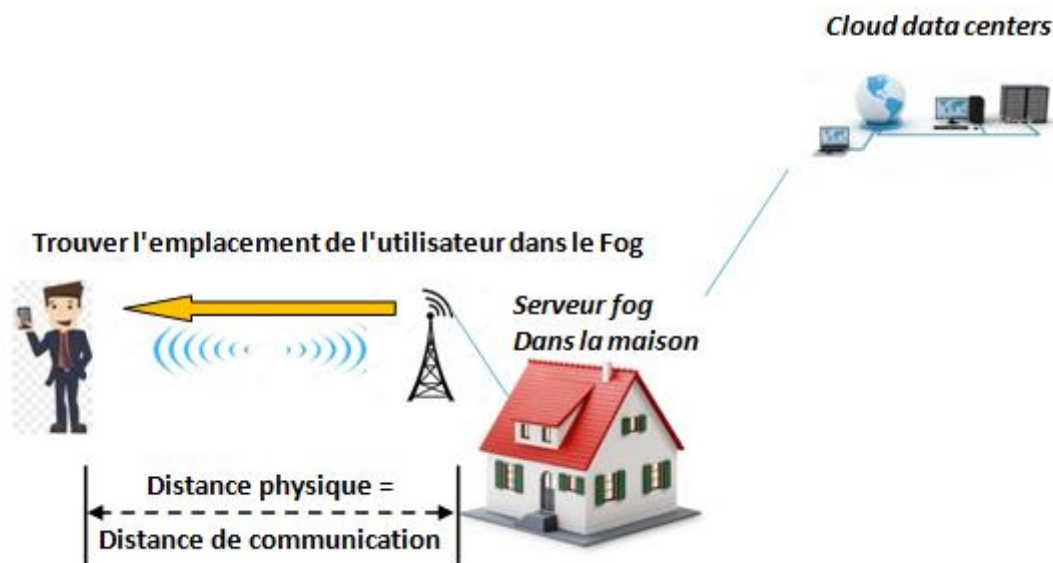 Cloud data centers
Trouver l'emplacement de l'utilisateur dans le Fog
Serveur fog
Dans la maison
Distance physique =
Distance de communication